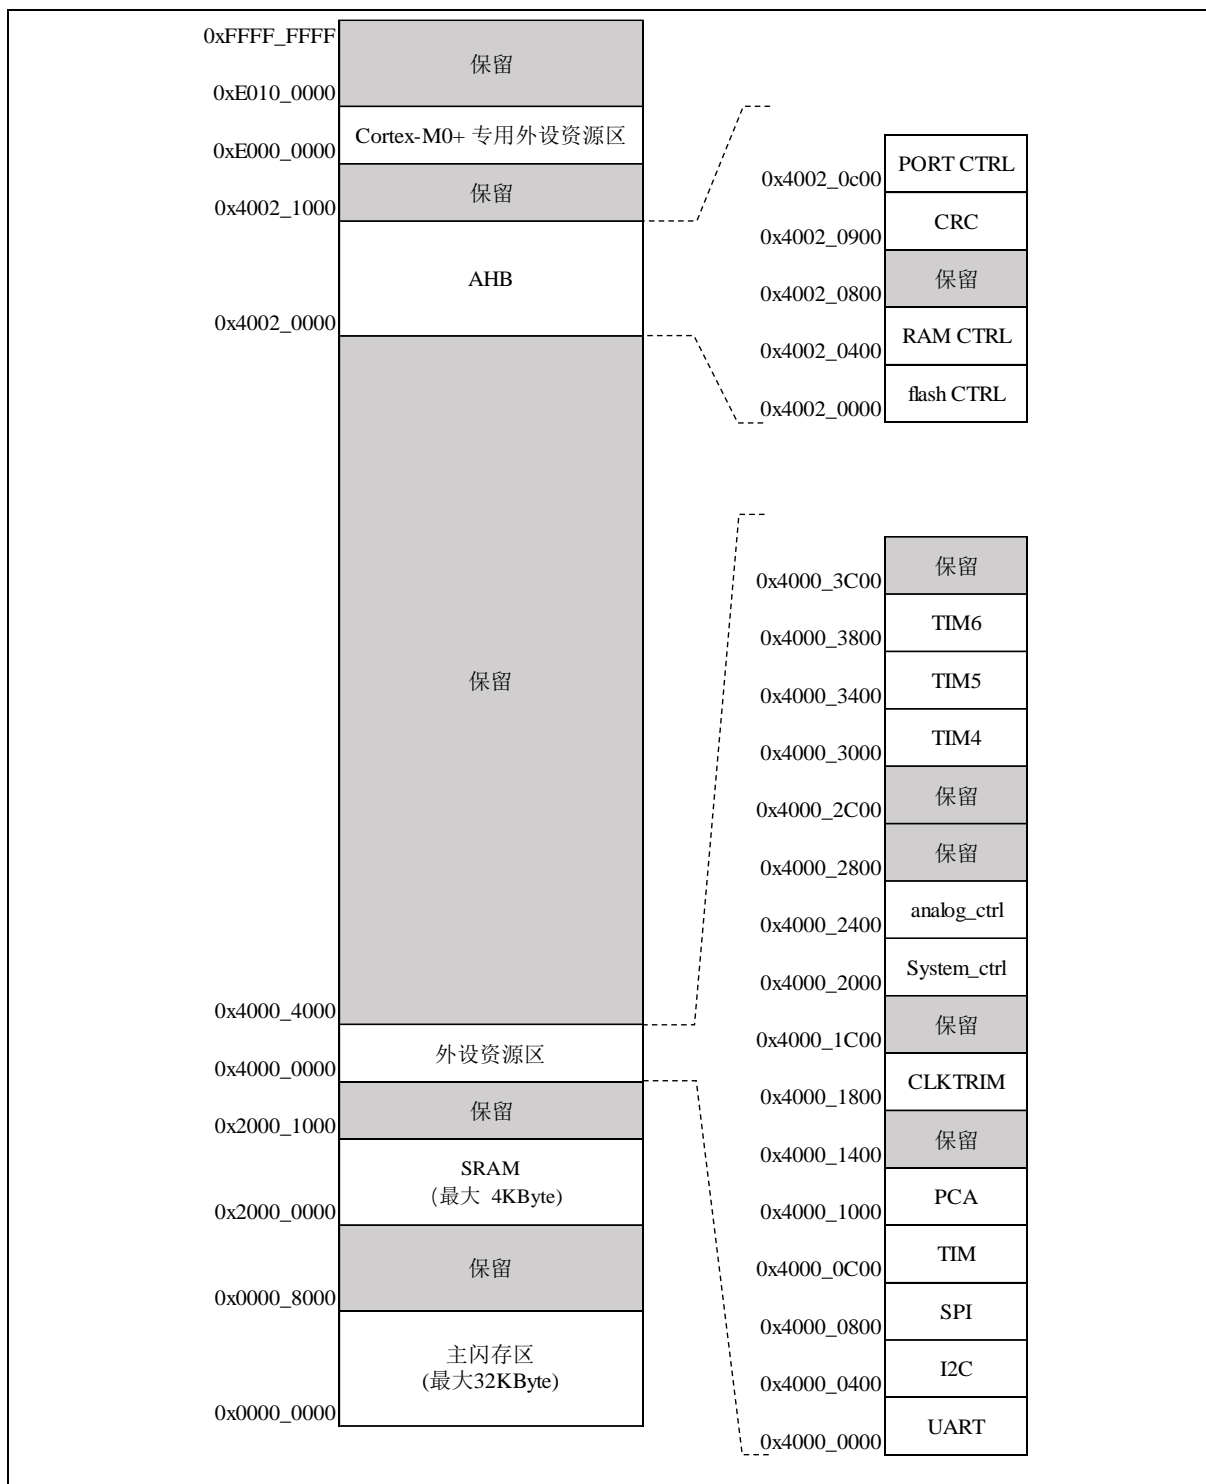 0xFFFF_FFFF
保留
0xE010_0000
Cortex-M0+ 专用外设资源区
0xE000_0000
保留
0x4002_1000
AHB
0x4002_0000
保留
0x4000_4000
外设资源区
0x4000_0000
保留
0x2000_1000
SRAM
(最大 4KByte)
0x2000_0000
保留
0x0000_8000
主闪存区
(最大32KByte)
0x0000_0000
PORT CTRL
0x4002_0c00
CRC
0x4002_0900
保留
0x4002_0800
RAM CTRL
0x4002_0400
flash CTRL
0x4002_0000
保留
0x4000_3C00
TIM6
0x4000_3800
TIM5
0x4000_3400
TIM4
0x4000_3000
保留
0x4000_2C00
保留
0x4000_2800
analog_ctrl
0x4000_2400
System_ctrl
0x4000_2000
保留
0x4000_1C00
CLKTRIM
0x4000_1800
保留
0x4000_1400
PCA
0x4000_1000
TIM
0x4000_0C00
SPI
0x4000_0800
I2C
0x4000_0400
UART
0x4000_0000